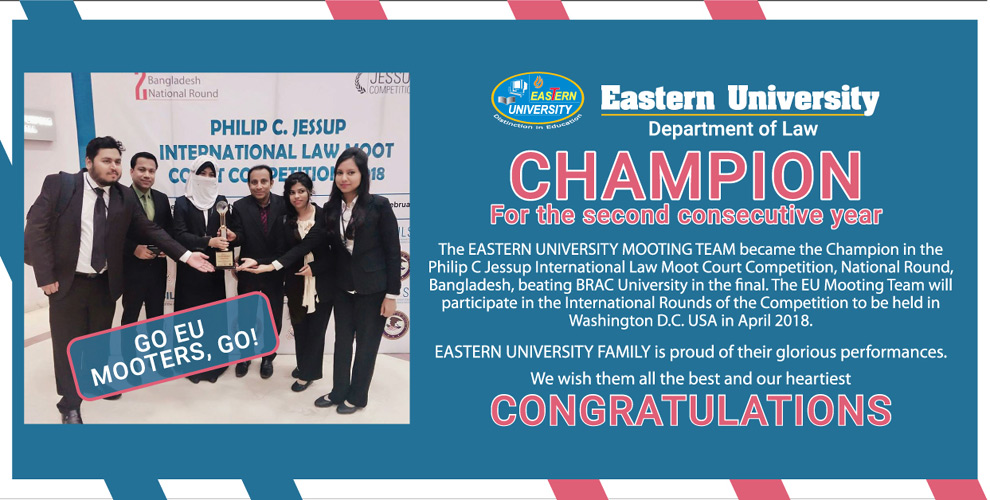 Bangladesh
National Round
JESSUP
COMPETITION
PHILIP C. JESSUP
INTERNATIONAL LAW MOOT
COURT COMPETITION 2018
GO EU
MOOTERS, GO!
EASTERN
UNIVERSITY
Distinction in Education
Eastern University
Department of Law
CHAMPION
For the second consecutive year
The EASTERN UNIVERSITY MOOTING TEAM became the Champion in the
Philip C Jessup International Law Moot Court Competition, National Round,
Bangladesh, beating BRAC University in the final. The EU Mooting Team will
participate in the International Rounds of the Competition to be held in
Washington D.C. USA in April 2018.
EASTERN UNIVERSITY FAMILY is proud of their glorious performances.
We wish them all the best and our heartiest
CONGRATULATIONS